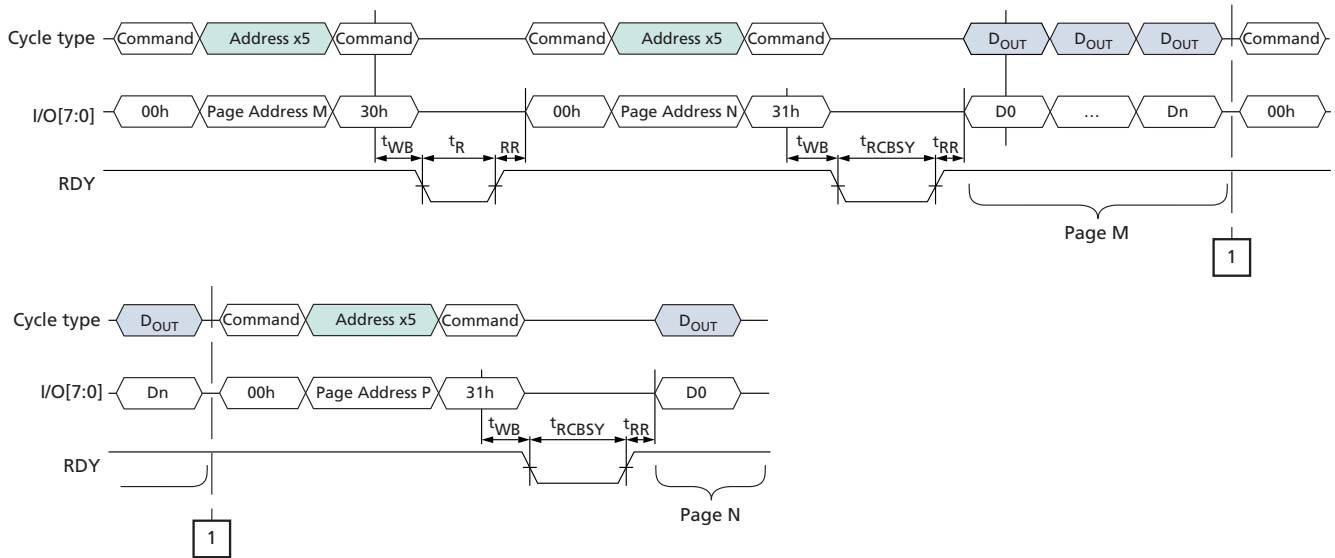 Cycle type Command Address x5 Command Command Address x5 Command DOUT DOUT DOUT Command
I/O[7:0] 00h Page Address M 30h 00h Page Address N 31h D0 … Dn 00h
tWB tR RR tWB tRCBSY tRR
RDY
Page M
1
Cycle type DOUT Command Address x5 Command DOUT
I/O[7:0] Dn 00h Page Address P 31h D0
tWB tRCBSY tRR
RDY
Page N
1